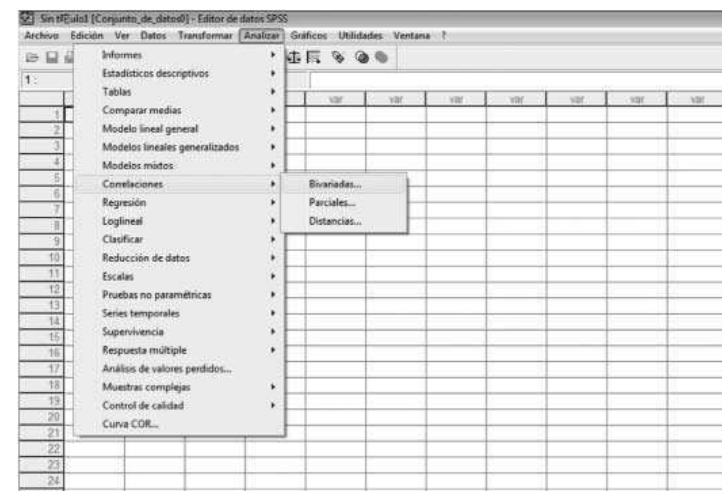 Sin título1 [Conjunto_de_datos0] - Editor de datos SPSS
Archivo Edición Ver Datos Transformar Analizar Gráficos Utilidades Ventana ?
1 :
Informes
Estadísticos descriptivos
Tablas
Comparar medias
Modelo lineal general
Modelos lineales generalizados
Modelos mixtos
Correlaciones
Regresión
Loglineal
Clasificar
Reducción de datos
Escalas
Pruebas no paramétricas
Series temporales
Supervivencia
Respuesta múltiple
Análisis de valores perdidos...
Muestras complejas
Control de calidad
Curva COR...
Bivariadas...
Parciales...
Distancias...
var var var var var var var
1
2
3
4
5
6
7
8
9
10
11
12
13
14
15
16
17
18
19
20
21
22
23
24